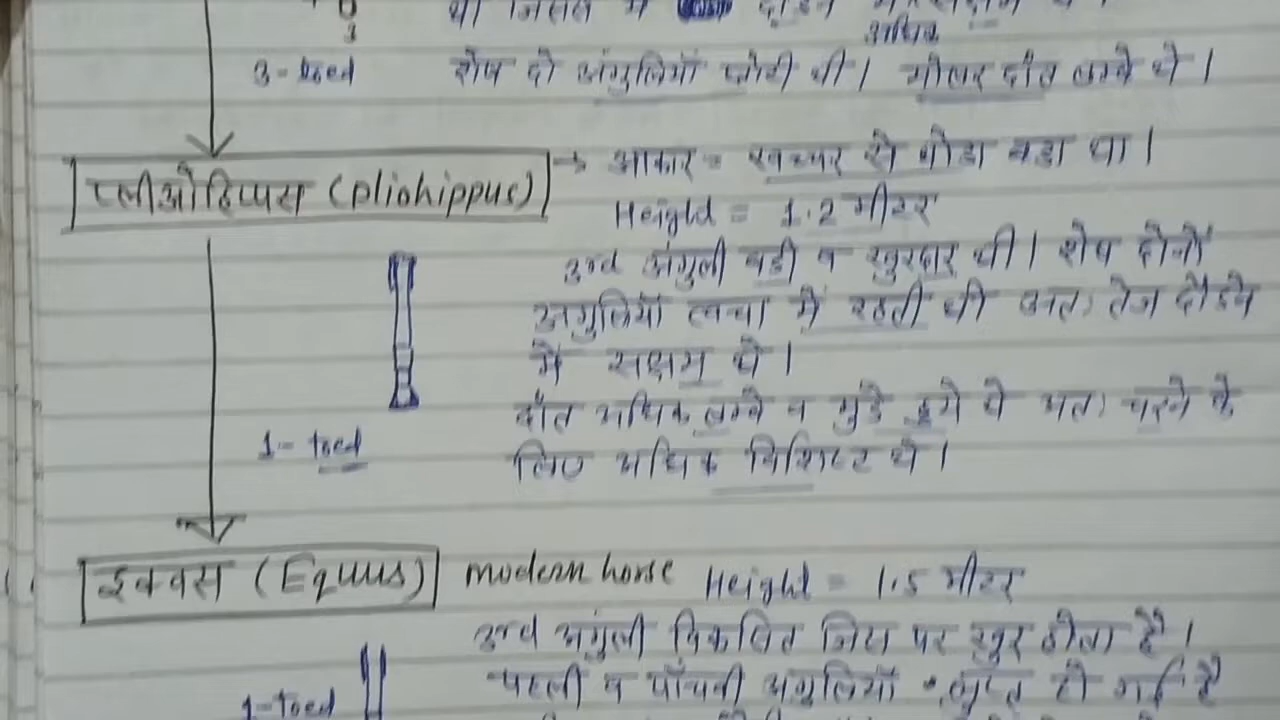 3-toed
अधिक
शेष दो अंगुलियाँ छोटी थी। मोलर दाँत लम्बे थे।
प्लीओहिप्पस (pliohippus) → आकार = खच्चर से थोडा बडा था।
Height = 1.2 मीटर
3rd अंगुली बडी व खुरदार थी। शेष दोनों
अंगुलियाँ त्वचा में रहती थी अतः तेज दौडने
में सक्षम थे।
दाँत अधिक लम्बे व मुडे हुये थे अतः चरने के
1-toed
लिए अधिक विशिष्ट थे।
इक्वस (Equus) modern horse Height = 1.5 मीटर
3rd अंगुली विकसित जिस पर खुर होता है।
पहली व पाँचवी अंगुलियाँ लुप्त हो गई है
1-toed